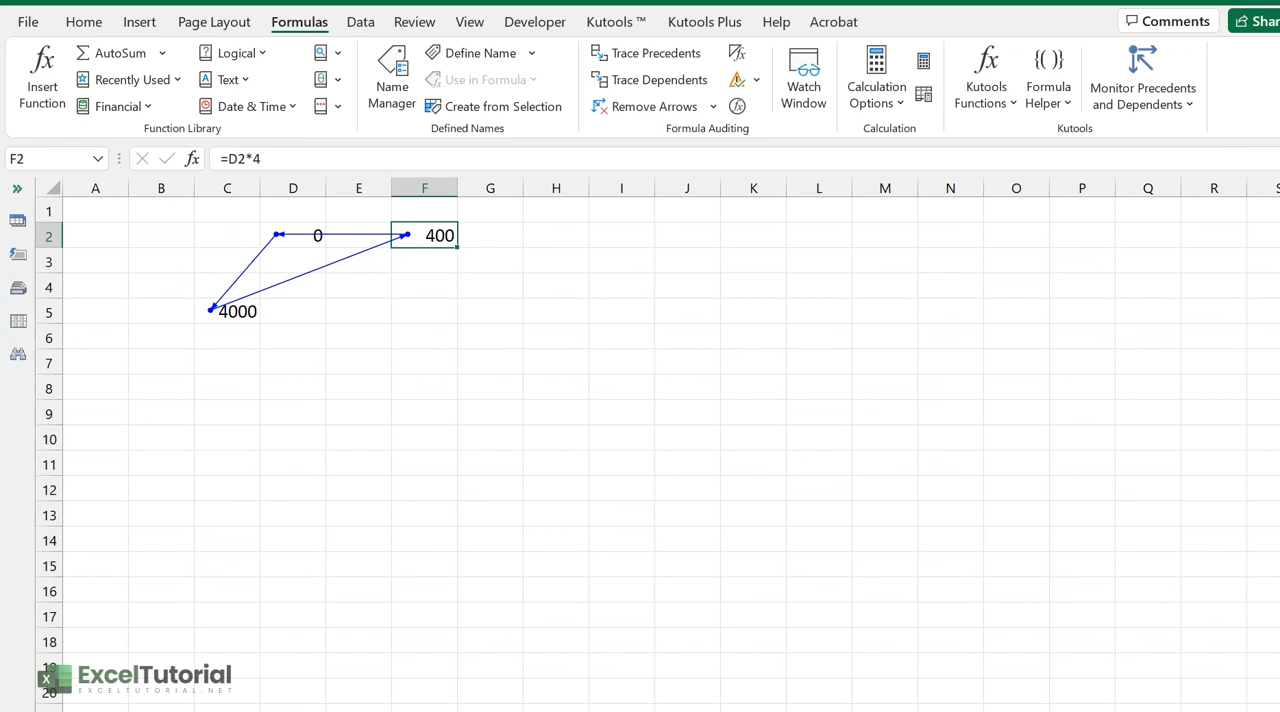 File Home Insert Page Layout Formulas Data Review View Developer Kutools ™ Kutools Plus Help Acrobat Comments Shar
fx Insert Function
AutoSum
Recently Used
Financial
Logical
Text
Date & Time
Function Library
Name Manager
Define Name
Use in Formula
Create from Selection
Defined Names
Trace Precedents
Trace Dependents
Remove Arrows
Formula Auditing
Watch Window
Calculation Options
Calculation
fx Kutools Functions
{( )} Formula Helper
Monitor Precedents and Dependents
Kutools
F2 fx =D2*4
A B C D E F G H I J K L M N O P Q R S
1
2 0 400
3
4
5 4000
6
7
8
9
10
11
12
13
14
15
16
17
18
19
20
X ExcelTutorial
EXCELTUTORIAL.NET